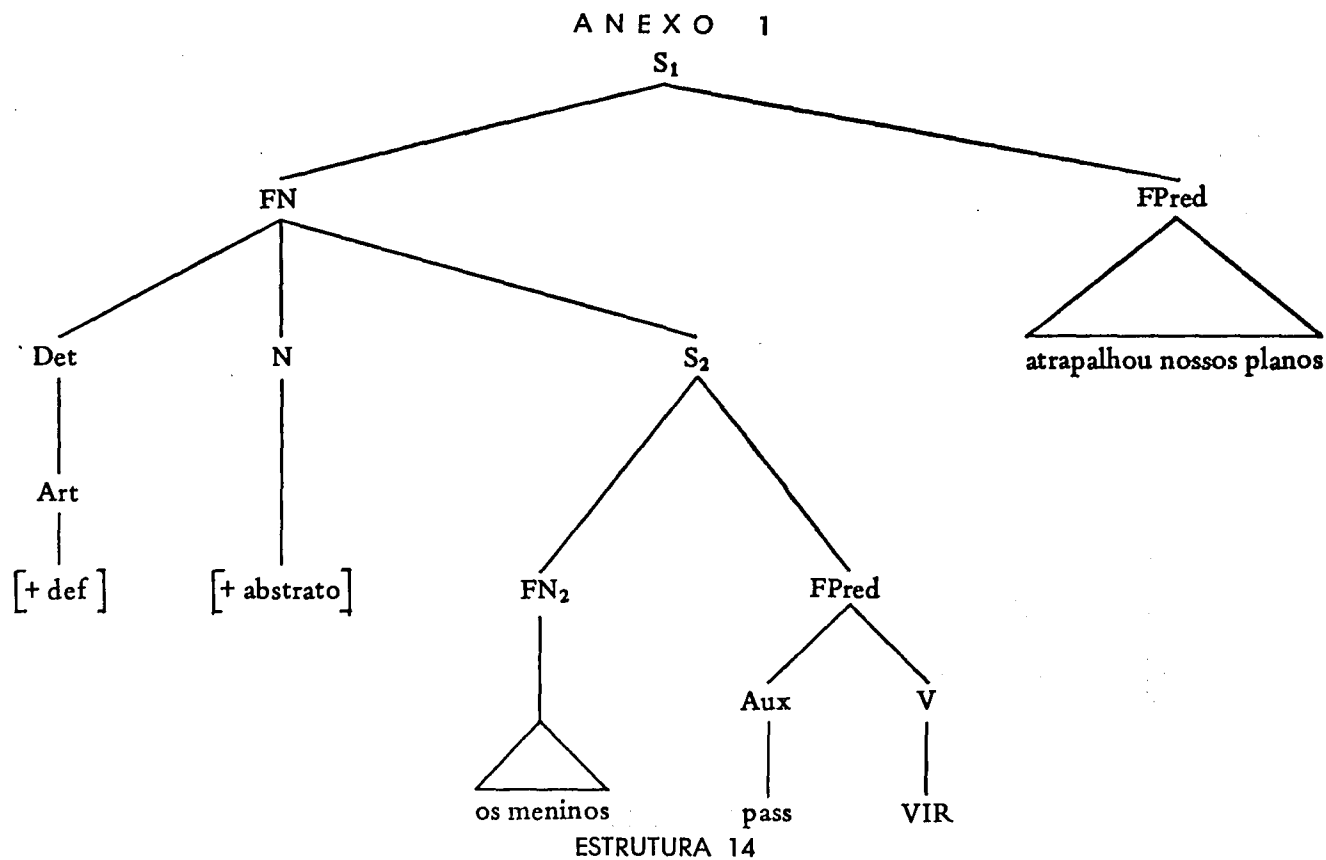 ANEXO 1
S₁
FN FPred
Det N S₂ atrapalhou nossos planos
Art
[+ def] [+ abstrato] FN₂ FPred
Aux V
os meninos pass VIR
ESTRUTURA 14